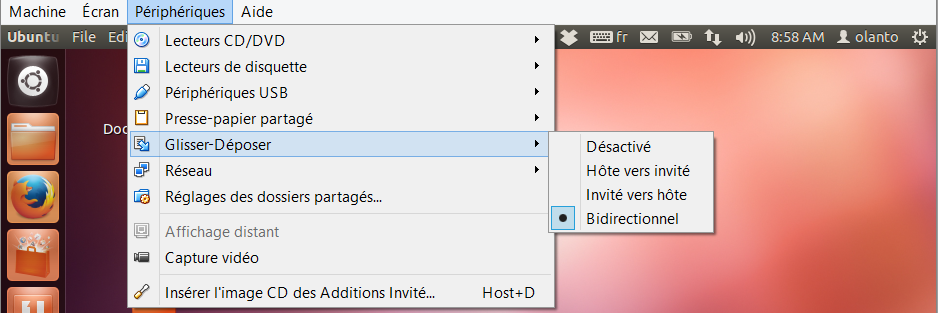 Machine Écran Périphériques Aide
Ubuntu File Edi fr 8:58 AM olanto
Lecteurs CD/DVD
Lecteurs de disquette
Périphériques USB
Doc
Presse-papier partagé
Glisser-Déposer
Désactivé
Réseau
Hôte vers invité
Réglages des dossiers partagés...
Invité vers hôte
Bidirectionnel
Affichage distant
Capture vidéo
Insérer l'image CD des Additions Invité... Host+D